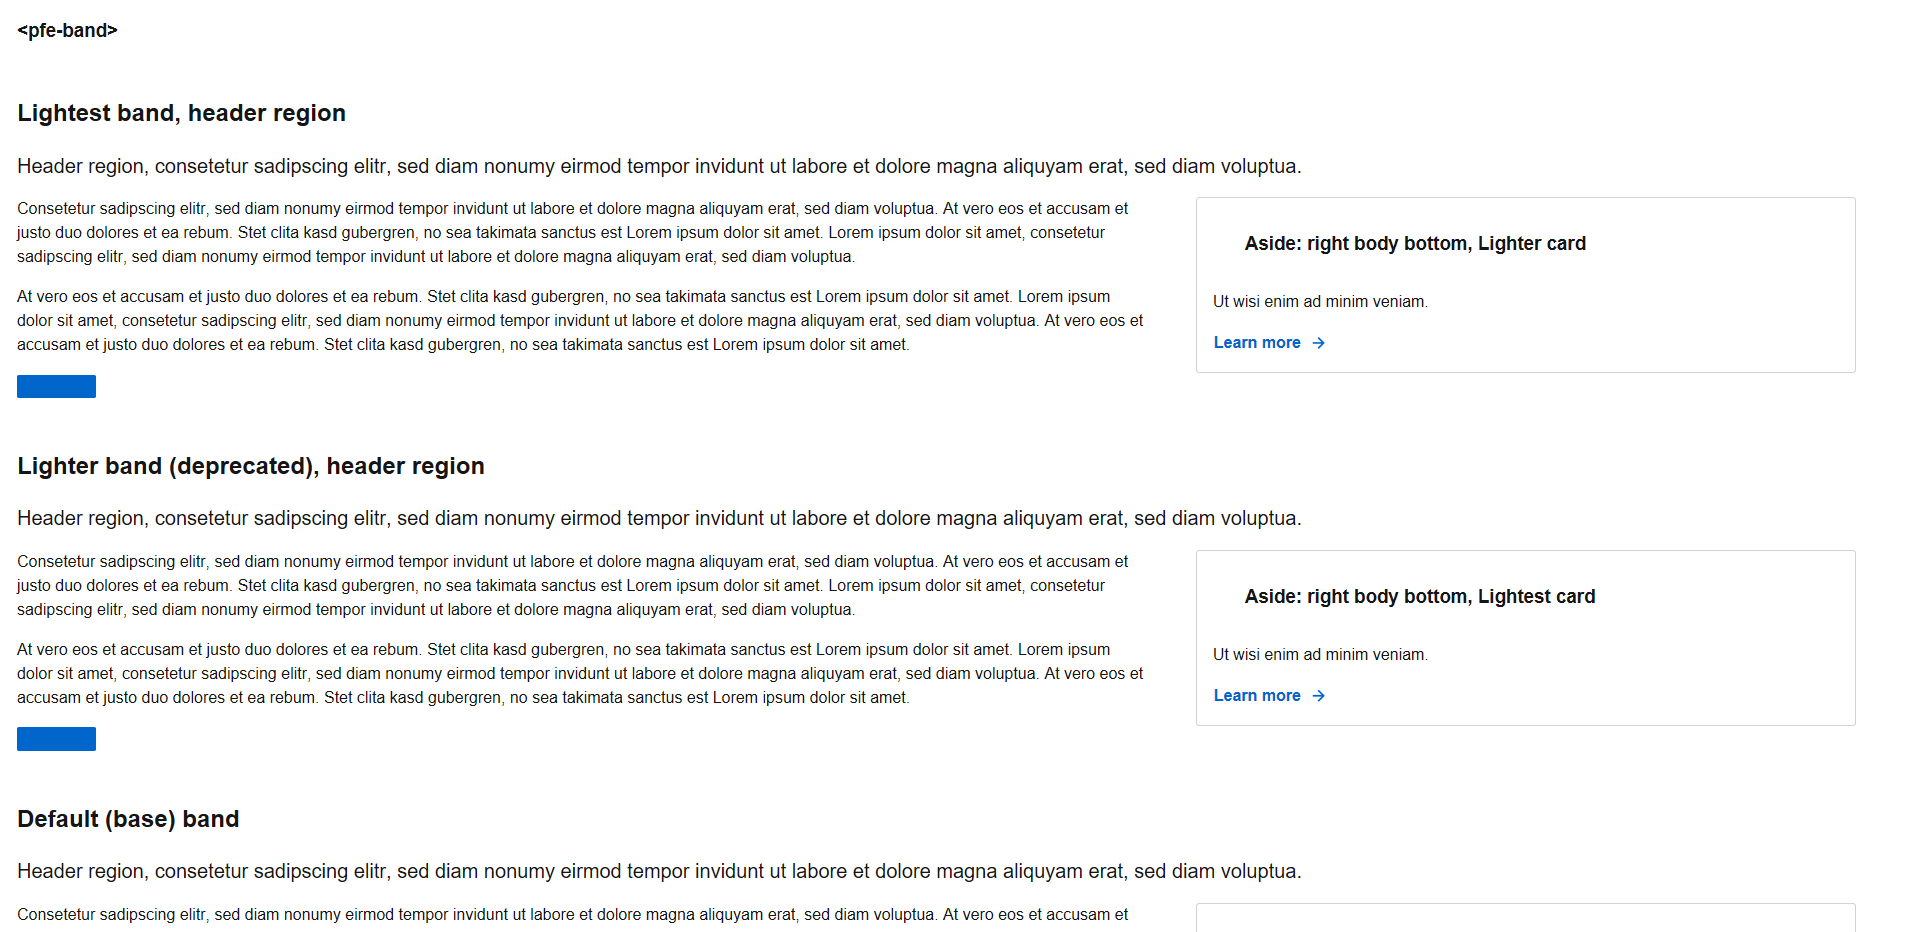 <pfe-band>
Lightest band, header region
Header region, consetetur sadipscing elitr, sed diam nonumy eirmod tempor invidunt ut labore et dolore magna aliquyam erat, sed diam voluptua.
Consetetur sadipscing elitr, sed diam nonumy eirmod tempor invidunt ut labore et dolore magna aliquyam erat, sed diam voluptua. At vero eos et accusam et
justo duo dolores et ea rebum. Stet clita kasd gubergren, no sea takimata sanctus est Lorem ipsum dolor sit amet. Lorem ipsum dolor sit amet, consetetur
sadipscing elitr, sed diam nonumy eirmod tempor invidunt ut labore et dolore magna aliquyam erat, sed diam voluptua.
At vero eos et accusam et justo duo dolores et ea rebum. Stet clita kasd gubergren, no sea takimata sanctus est Lorem ipsum dolor sit amet. Lorem ipsum
dolor sit amet, consetetur sadipscing elitr, sed diam nonumy eirmod tempor invidunt ut labore et dolore magna aliquyam erat, sed diam voluptua. At vero eos et
accusam et justo duo dolores et ea rebum. Stet clita kasd gubergren, no sea takimata sanctus est Lorem ipsum dolor sit amet.
Aside: right body bottom, Lighter card
Ut wisi enim ad minim veniam.
Learn more
Lighter band (deprecated), header region
Header region, consetetur sadipscing elitr, sed diam nonumy eirmod tempor invidunt ut labore et dolore magna aliquyam erat, sed diam voluptua.
Consetetur sadipscing elitr, sed diam nonumy eirmod tempor invidunt ut labore et dolore magna aliquyam erat, sed diam voluptua. At vero eos et accusam et
justo duo dolores et ea rebum. Stet clita kasd gubergren, no sea takimata sanctus est Lorem ipsum dolor sit amet. Lorem ipsum dolor sit amet, consetetur
sadipscing elitr, sed diam nonumy eirmod tempor invidunt ut labore et dolore magna aliquyam erat, sed diam voluptua.
At vero eos et accusam et justo duo dolores et ea rebum. Stet clita kasd gubergren, no sea takimata sanctus est Lorem ipsum dolor sit amet. Lorem ipsum
dolor sit amet, consetetur sadipscing elitr, sed diam nonumy eirmod tempor invidunt ut labore et dolore magna aliquyam erat, sed diam voluptua. At vero eos et
accusam et justo duo dolores et ea rebum. Stet clita kasd gubergren, no sea takimata sanctus est Lorem ipsum dolor sit amet.
Aside: right body bottom, Lightest card
Ut wisi enim ad minim veniam.
Learn more
Default (base) band
Header region, consetetur sadipscing elitr, sed diam nonumy eirmod tempor invidunt ut labore et dolore magna aliquyam erat, sed diam voluptua.
Consetetur sadipscing elitr, sed diam nonumy eirmod tempor invidunt ut labore et dolore magna aliquyam erat, sed diam voluptua. At vero eos et accusam et